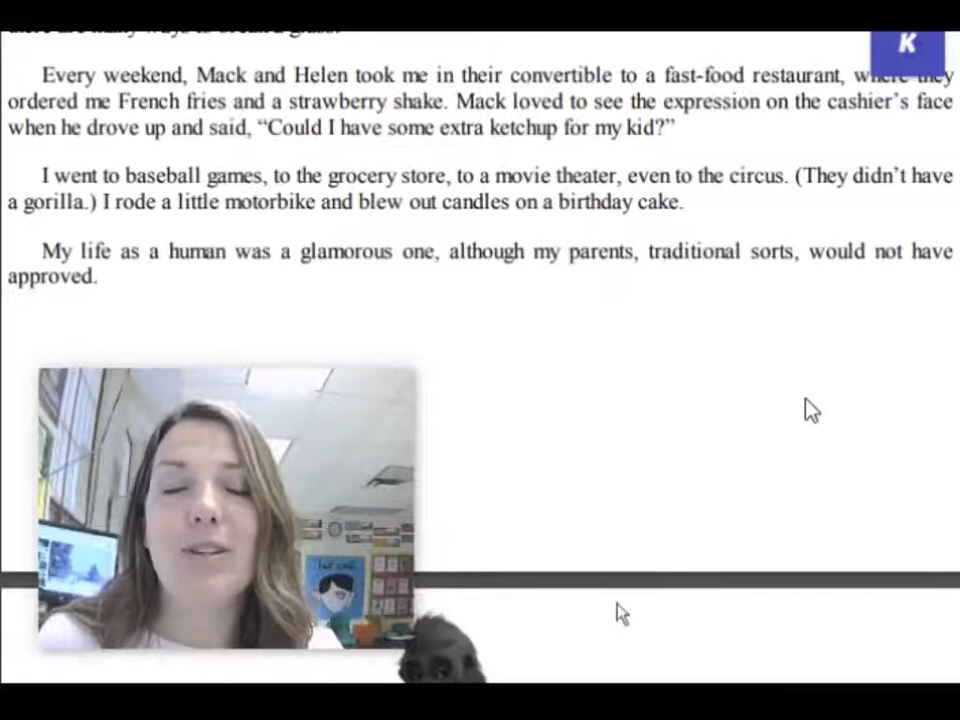 Every weekend, Mack and Helen took me in their convertible to a fast-food restaurant, where they
ordered me French fries and a strawberry shake. Mack loved to see the expression on the cashier's face
when he drove up and said, "Could I have some extra ketchup for my kid?"
I went to baseball games, to the grocery store, to a movie theater, even to the circus. (They didn't have
a gorilla.) I rode a little motorbike and blew out candles on a birthday cake.
My life as a human was a glamorous one, although my parents, traditional sorts, would not have
approved.
K